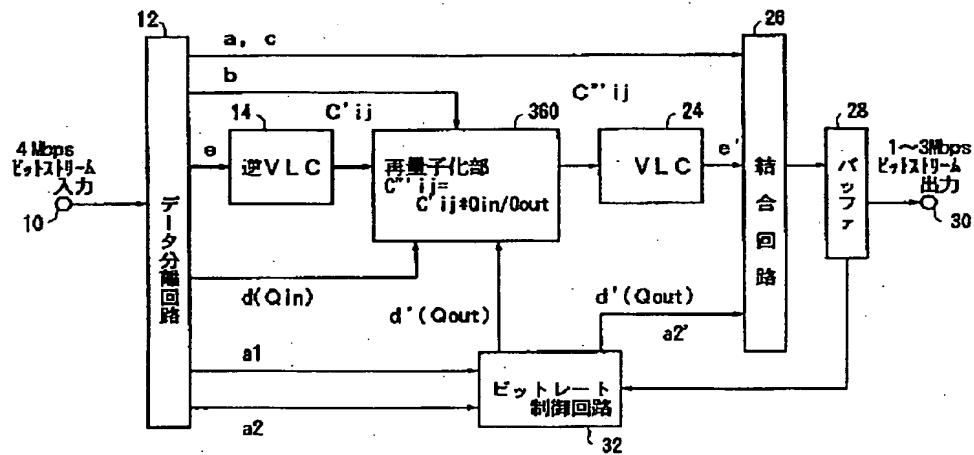 12
26
a, c
b
C'ij
C"'ij
14
360
24
28
4Mbps
ビットストリーム
入力
10
e
逆VLC
再量子化部
C"'ij=
C'ij*Qin/Qout
VLC
e'
1~3Mbps
ビットストリーム
出力
30
データ分離回路
結合回路
バッファ
d(Qin)
d'(Qout)
d'(Qout)
a2'
a1
a2
ビットレート
制御回路
32